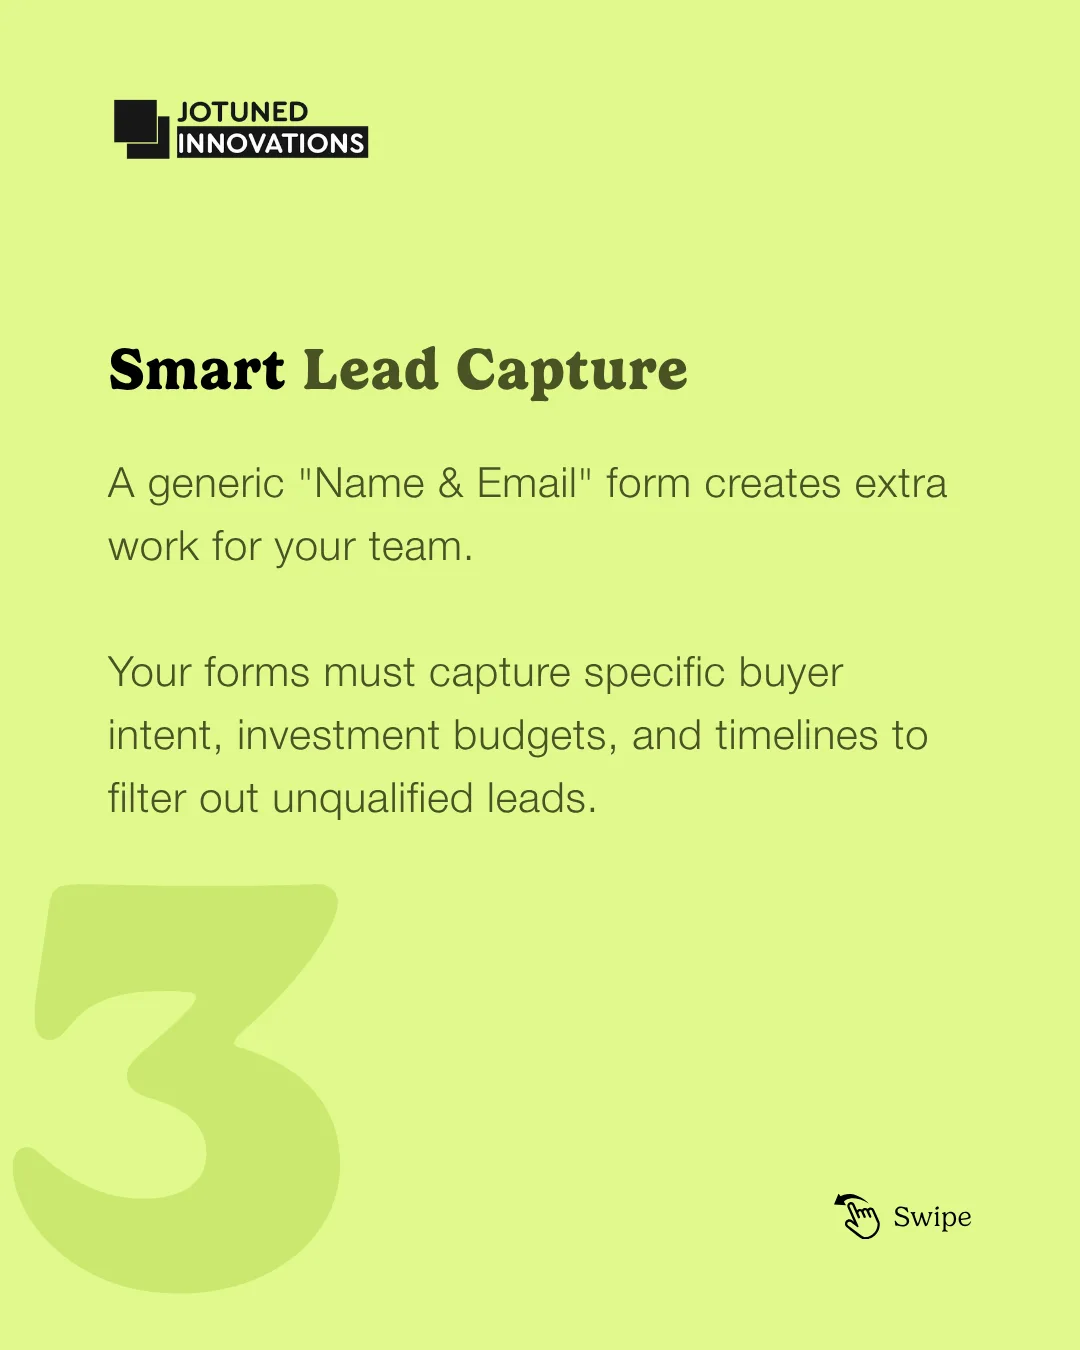 JOTUNED
INNOVATIONS
Smart Lead Capture
A generic "Name & Email" form creates extra
work for your team.
Your forms must capture specific buyer
intent, investment budgets, and timelines to
filter out unqualified leads.
3
Swipe